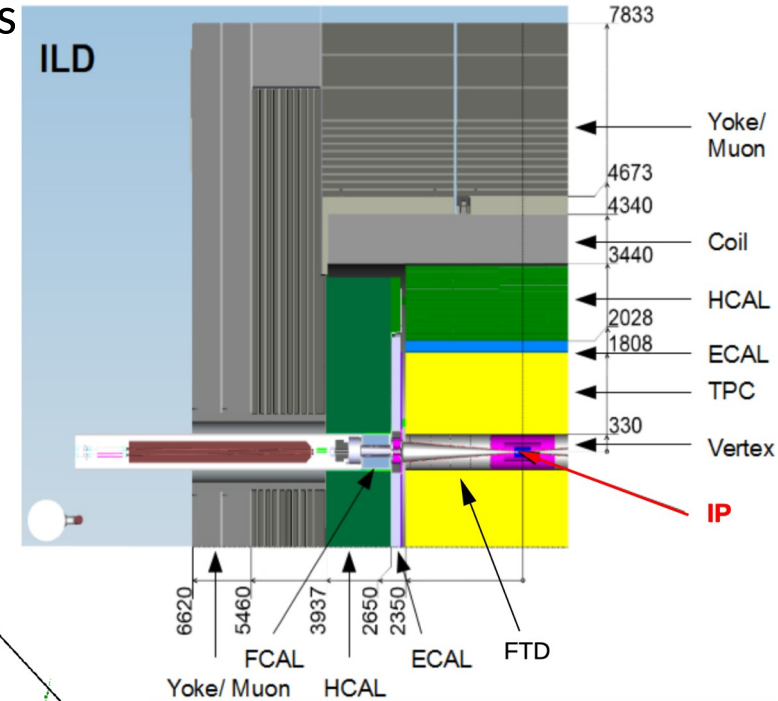 s
ILD
7833
Yoke/
Muon
4673
4340
Coil
3440
HCAL
2028
1808
ECAL
TPC
330
Vertex
IP
6620
5460
3937
2650
2350
FTD
FCAL
ECAL
Yoke/ Muon
HCAL